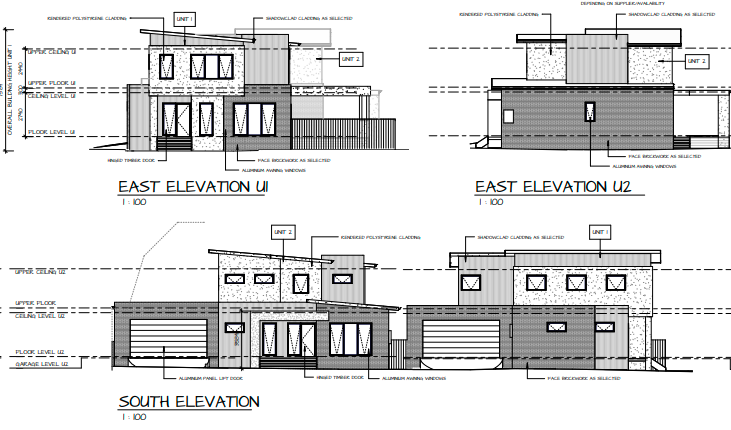 DEPENDING ON SUPPLIER/AVAILABILITY
RENDERED POLYSTYRENE CLADDING
UNIT 1
SHADOWCLAD CLADDING AS SELECTED
RENDERED POLYSTYRENE CLADDING
SHADOWCLAD CLADDING AS SELECTED
UPPER CEILING U1
UNIT 2
UNIT 2
2440
UPPER FLOOR U1
CEILING LEVEL U1
2740
FLOOR LEVEL U1
OVERALL BUILDING HEIGHT UNIT 1
HINGED TIMBER DOOR
FACE BRICKWORK AS SELECTED
ALUMINIUM AWNING WINDOWS
FACE BRICKWORK AS SELECTED
ALUMINIUM AWNING WINDOWS
EAST ELEVATION U1
1 : 100
EAST ELEVATION U2
1 : 100
UNIT 2
RENDERED POLYSTYRENE CLADDING
SHADOWCLAD CLADDING AS SELECTED
UNIT 1
UPPER CEILING U2
UPPER FLOOR
CEILING LEVEL U2
FLOOR LEVEL U2
GARAGE LEVEL U2
ALUMINIUM PANEL LIFT DOOR
HINGED TIMBER DOOR
ALUMINIUM AWNING WINDOWS
FACE BRICKWORK AS SELECTED
SOUTH ELEVATION
1 : 100